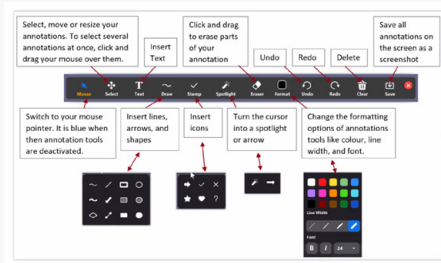 Select, move or resize your
annotations. To select several
annotations at once, click and
drag your mouse over them.
Insert
Text
Click and drag
to erase parts
of your
annotation
Undo
Redo
Delete
Save all
annotations on
the screen as a
screenshot
Mouse
Select
Text
Draw
Stamp
Spotlight
Eraser
Format
Undo
Redo
Clear
Save
Switch to your mouse
pointer. It is blue when
then annotation tools
are deactivated.
Insert lines,
arrows, and
shapes
Insert
icons
Turn the cursor
into a spotlight
or arrow
Change the formatting
options of annotations
tools like colour, line
width, and font.
Line Width
Font
B I 24